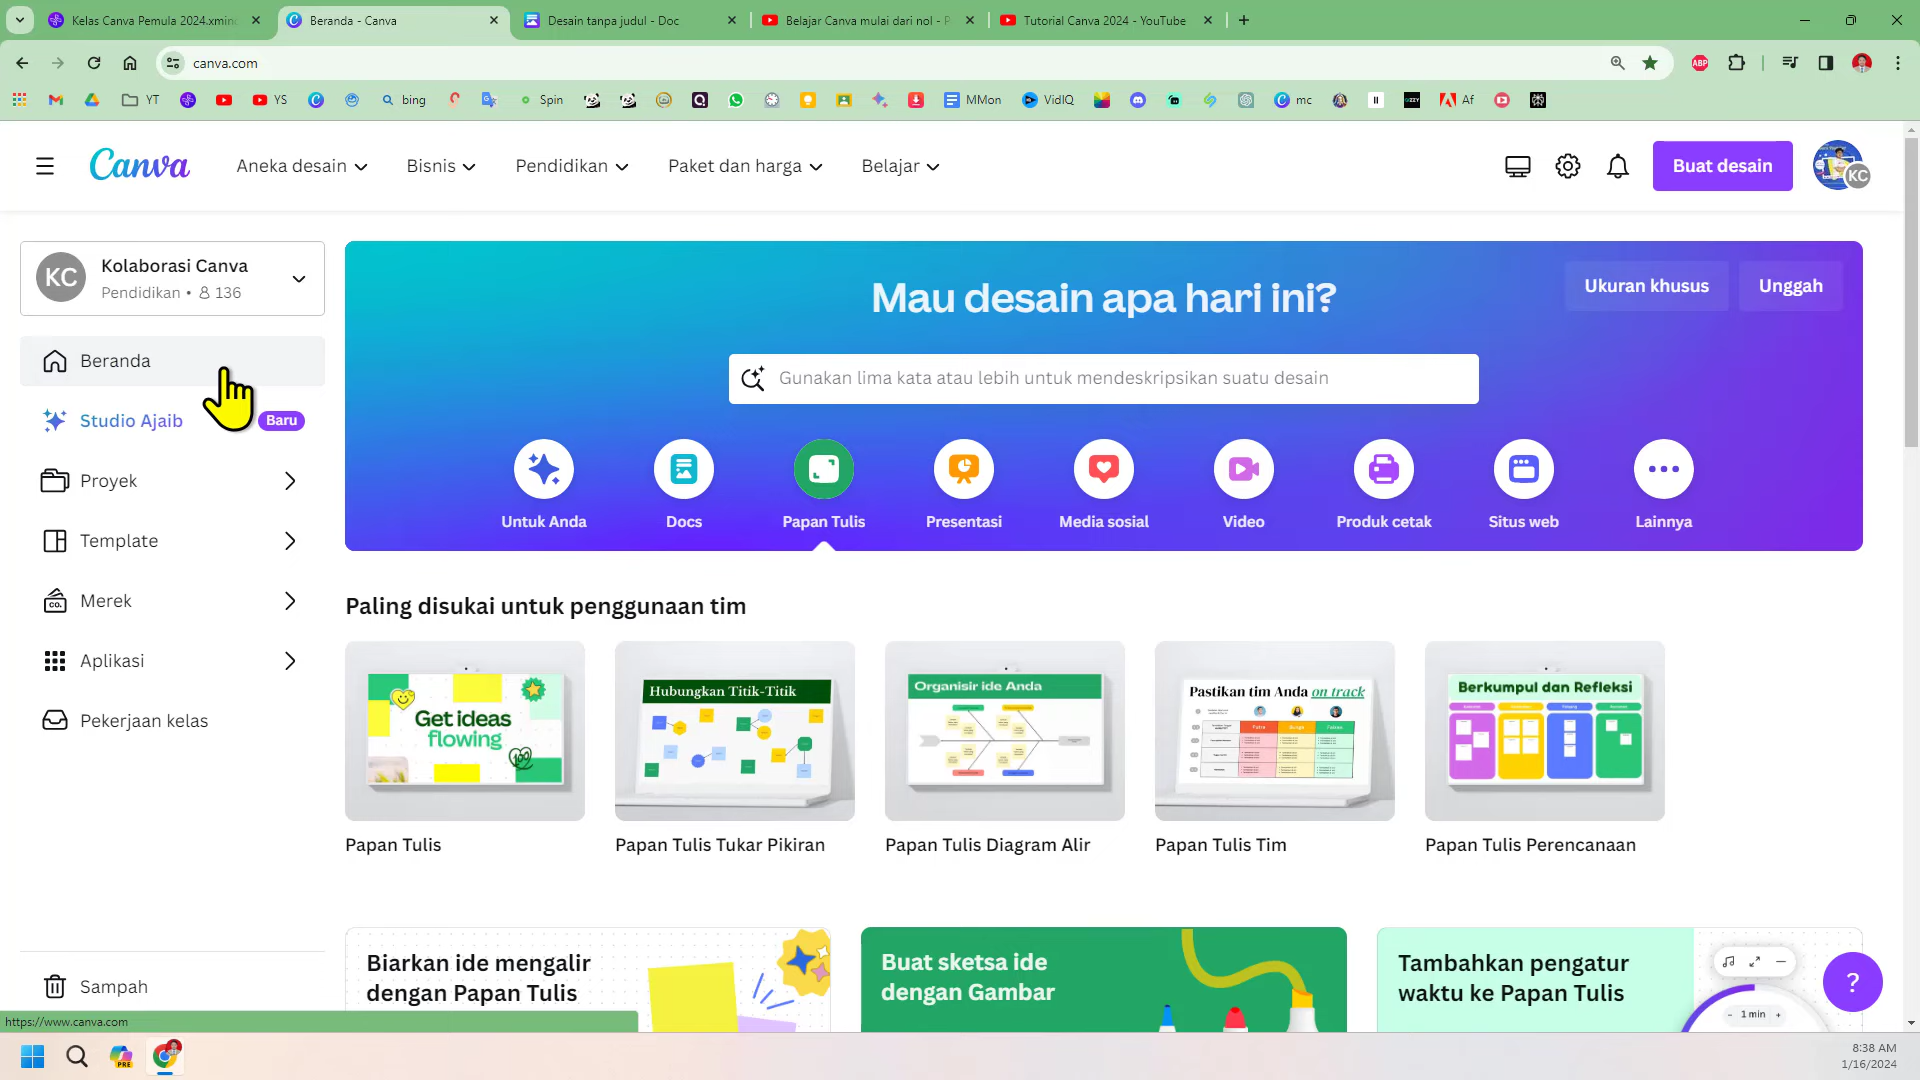 Kelas Canva Pemula 2024.xmind
Beranda - Canva
Desain tanpa judul - Doc
Belajar Canva mulai dari nol - P
Tutorial Canva 2024 - YouTube
canva.com
YT
YS
bing
Spin
MMon
VidIQ
mc
Af
Canva
Aneka desain
Bisnis
Pendidikan
Paket dan harga
Belajar
Buat desain
KC
KC
Kolaborasi Canva
Pendidikan • 136
Beranda
Studio Ajaib
Baru
Proyek
Template
Merek
Aplikasi
Pekerjaan kelas
Sampah
https://www.canva.com
Mau desain apa hari ini?
Ukuran khusus
Unggah
Gunakan lima kata atau lebih untuk mendeskripsikan suatu desain
Untuk Anda
Docs
Papan Tulis
Presentasi
Media sosial
Video
Produk cetak
Situs web
Lainnya
Paling disukai untuk penggunaan tim
Get ideas
flowing
Hubungkan Titik-Titik
Organisir ide Anda
Pastikan tim Anda on track
Berkumpul dan Refleksi
Papan Tulis
Papan Tulis Tukar Pikiran
Papan Tulis Diagram Alir
Papan Tulis Tim
Papan Tulis Perencanaan
Biarkan ide mengalir
dengan Papan Tulis
Buat sketsa ide
dengan Gambar
Tambahkan pengatur
waktu ke Papan Tulis
- 1 min +
?
8:38 AM
1/16/2024